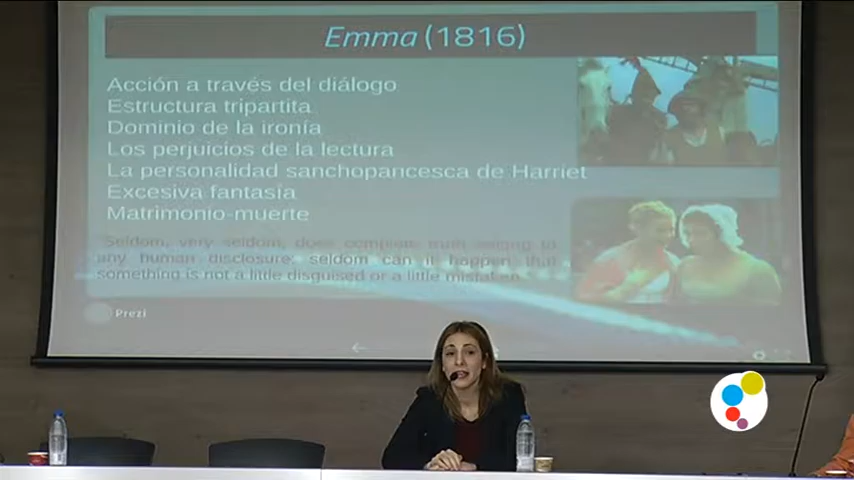 Emma (1816)
Acción a través del diálogo
Estructura tripartita
Dominio de la ironía
Los perjuicios de la lectura
La personalidad sanchopancesca de Harriet
Excesiva fantasía
Matrimonio-muerte
Seldom, very seldom, does complete truth belong to
any human disclosure; seldom can it happen that
something is not a little disguised or a little mistaken.
Prezi